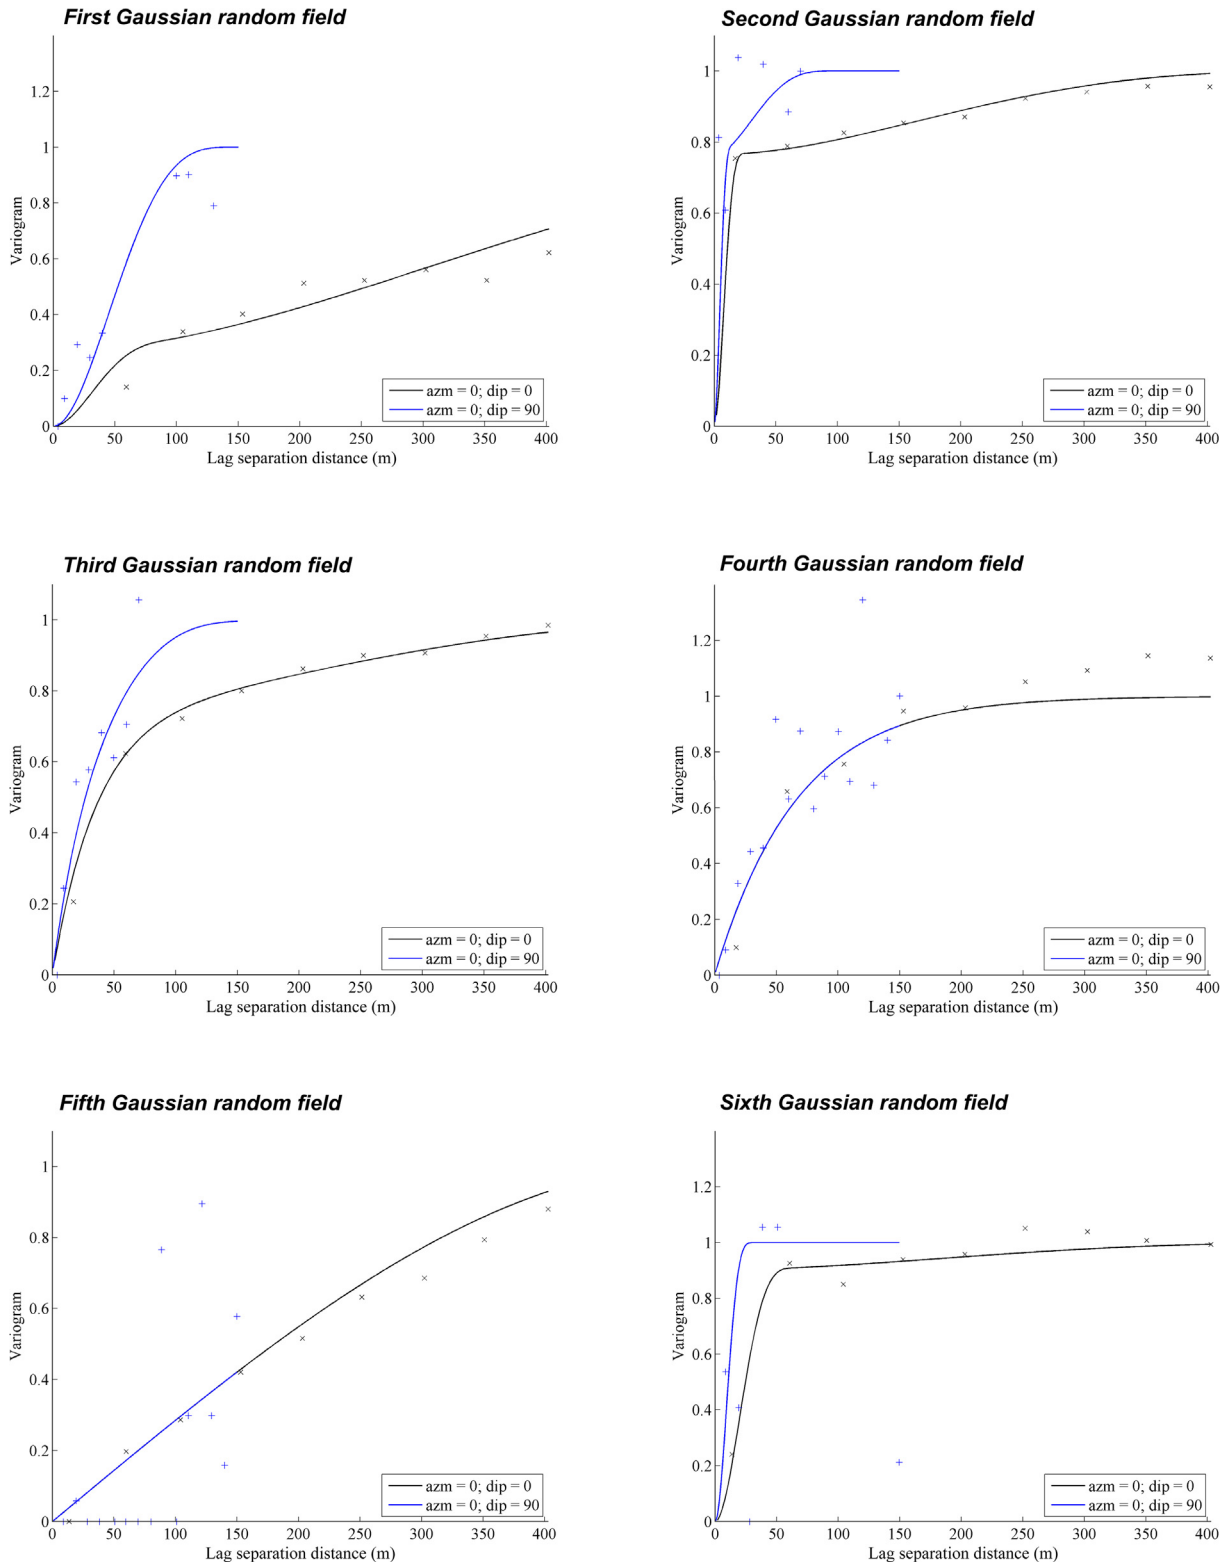 First Gaussian random field
1.2
1
0.8
0.6
0.4
0.2
0
Variogram
0 50 100 150 200 250 300 350 400
Lag separation distance (m)
azm = 0; dip = 0
azm = 0; dip = 90
Second Gaussian random field
1
0.8
0.6
0.4
0.2
0
Variogram
0 50 100 150 200 250 300 350 400
Lag separation distance (m)
azm = 0; dip = 0
azm = 0; dip = 90
Third Gaussian random field
1
0.8
0.6
0.4
0.2
0
Variogram
0 50 100 150 200 250 300 350 400
Lag separation distance (m)
azm = 0; dip = 0
azm = 0; dip = 90
Fourth Gaussian random field
1.2
1
0.8
0.6
0.4
0.2
0
Variogram
0 50 100 150 200 250 300 350 400
Lag separation distance (m)
azm = 0; dip = 0
azm = 0; dip = 90
Fifth Gaussian random field
1
0.8
0.6
0.4
0.2
0
Variogram
0 50 100 150 200 250 300 350 400
Lag separation distance (m)
azm = 0; dip = 0
azm = 0; dip = 90
Sixth Gaussian random field
1.2
1
0.8
0.6
0.4
0.2
0
Variogram
0 50 100 150 200 250 300 350 400
Lag separation distance (m)
azm = 0; dip = 0
azm = 0; dip = 90